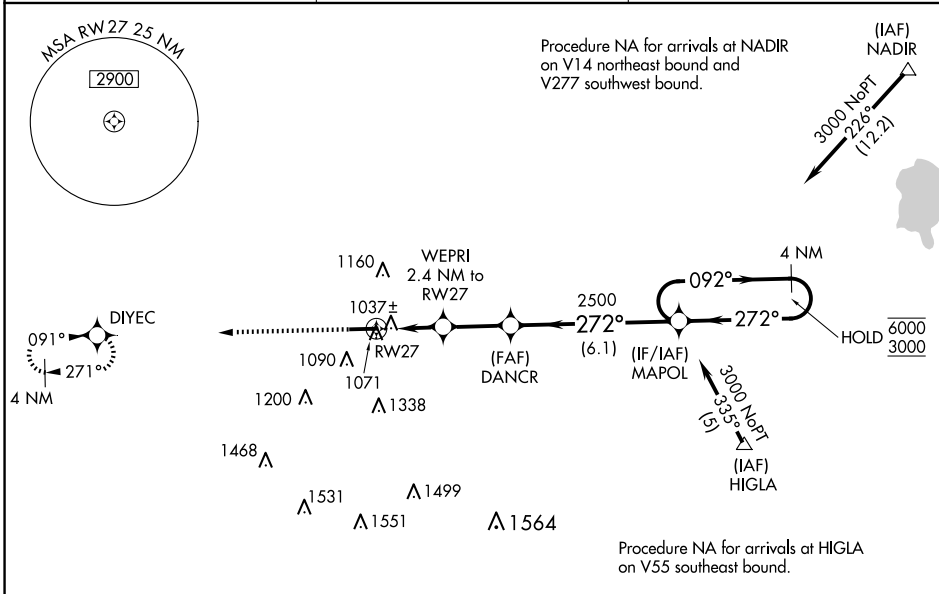 MSA RW27 25 NM
2900
Procedure NA for arrivals at NADIR
on V14 northeast bound and
V277 southwest bound.
(IAF)
NADIR
3000 NoPT
226°
(12.2)
1160
WEPRI
2.4 NM to
RW27
4 NM
092°
1037±
2500
272°
(6.1)
272°
HOLD
6000
3000
DIYEC
091°
271°
4 NM
RW27
1090
1071
(FAF)
DANCR
(IF/IAF)
MAPOL
1200
1338
3000 NoPT
335°
(5)
(IAF)
HIGLA
1468
1531
1551
1499
1564
Procedure NA for arrivals at HIGLA
on V55 southeast bound.